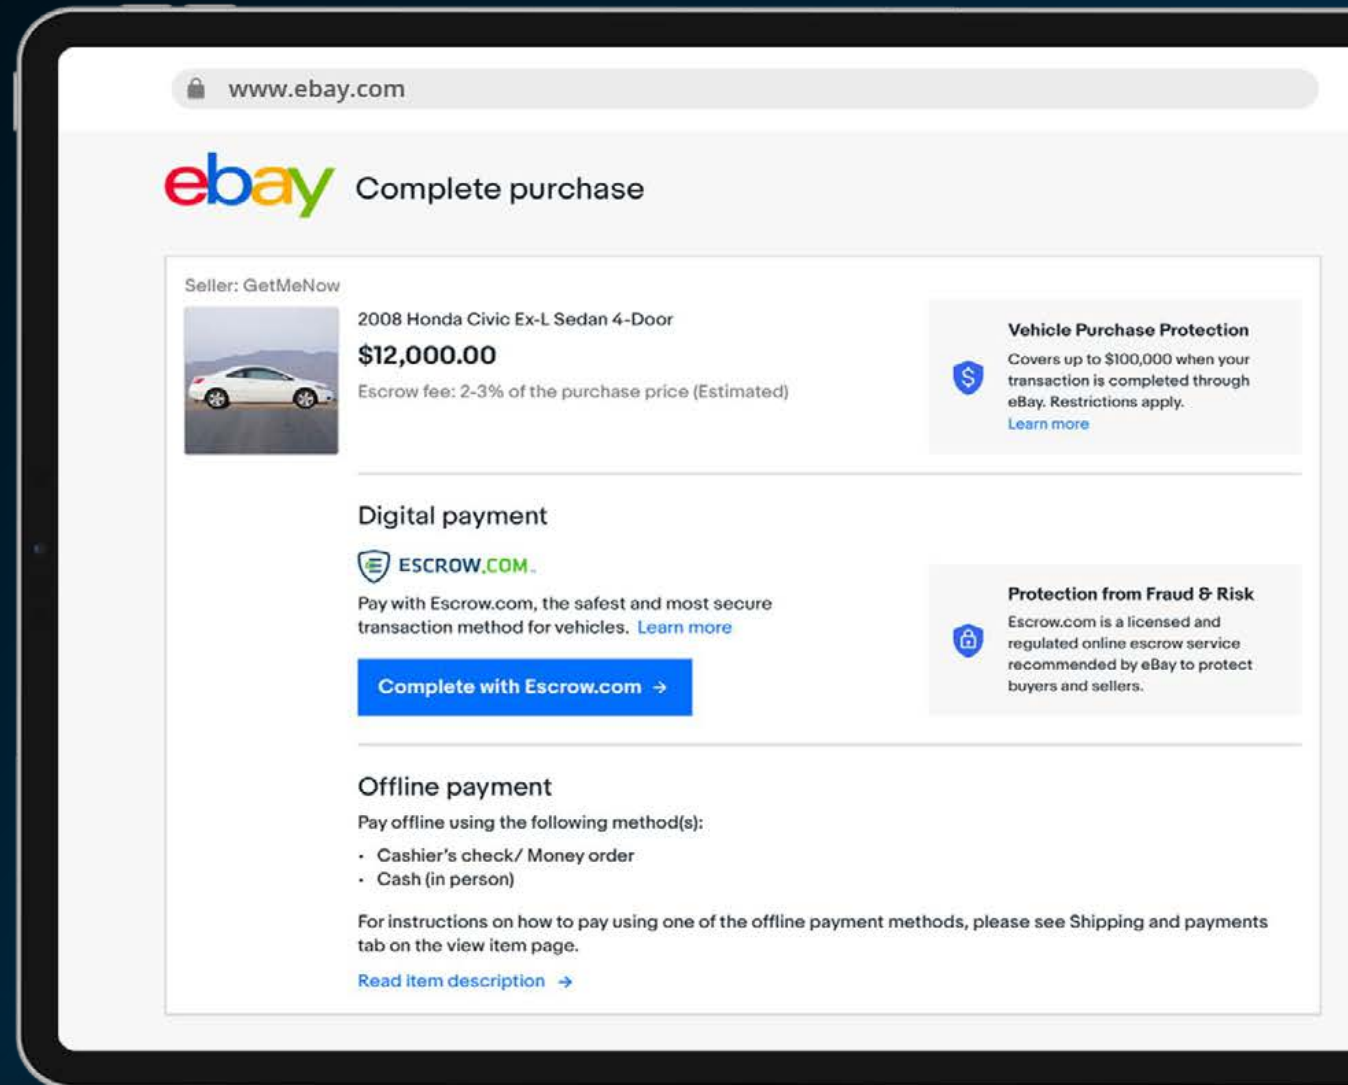 www.ebay.com
ebay Complete purchase
Seller: GetMeNow
2008 Honda Civic Ex-L Sedan 4-Door
$12,000.00
Escrow fee: 2-3% of the purchase price (Estimated)
Vehicle Purchase Protection
Covers up to $100,000 when your
transaction is completed through
eBay. Restrictions apply.
Learn more
Digital payment
ESCROW.COM
Pay with Escrow.com, the safest and most secure
transaction method for vehicles. Learn more
Complete with Escrow.com →
Protection from Fraud & Risk
Escrow.com is a licensed and
regulated online escrow service
recommended by eBay to protect
buyers and sellers.
Offline payment
Pay offline using the following method(s):
· Cashier's check/ Money order
· Cash (in person)
For instructions on how to pay using one of the offline payment methods, please see Shipping and payments
tab on the view item page.
Read item description →